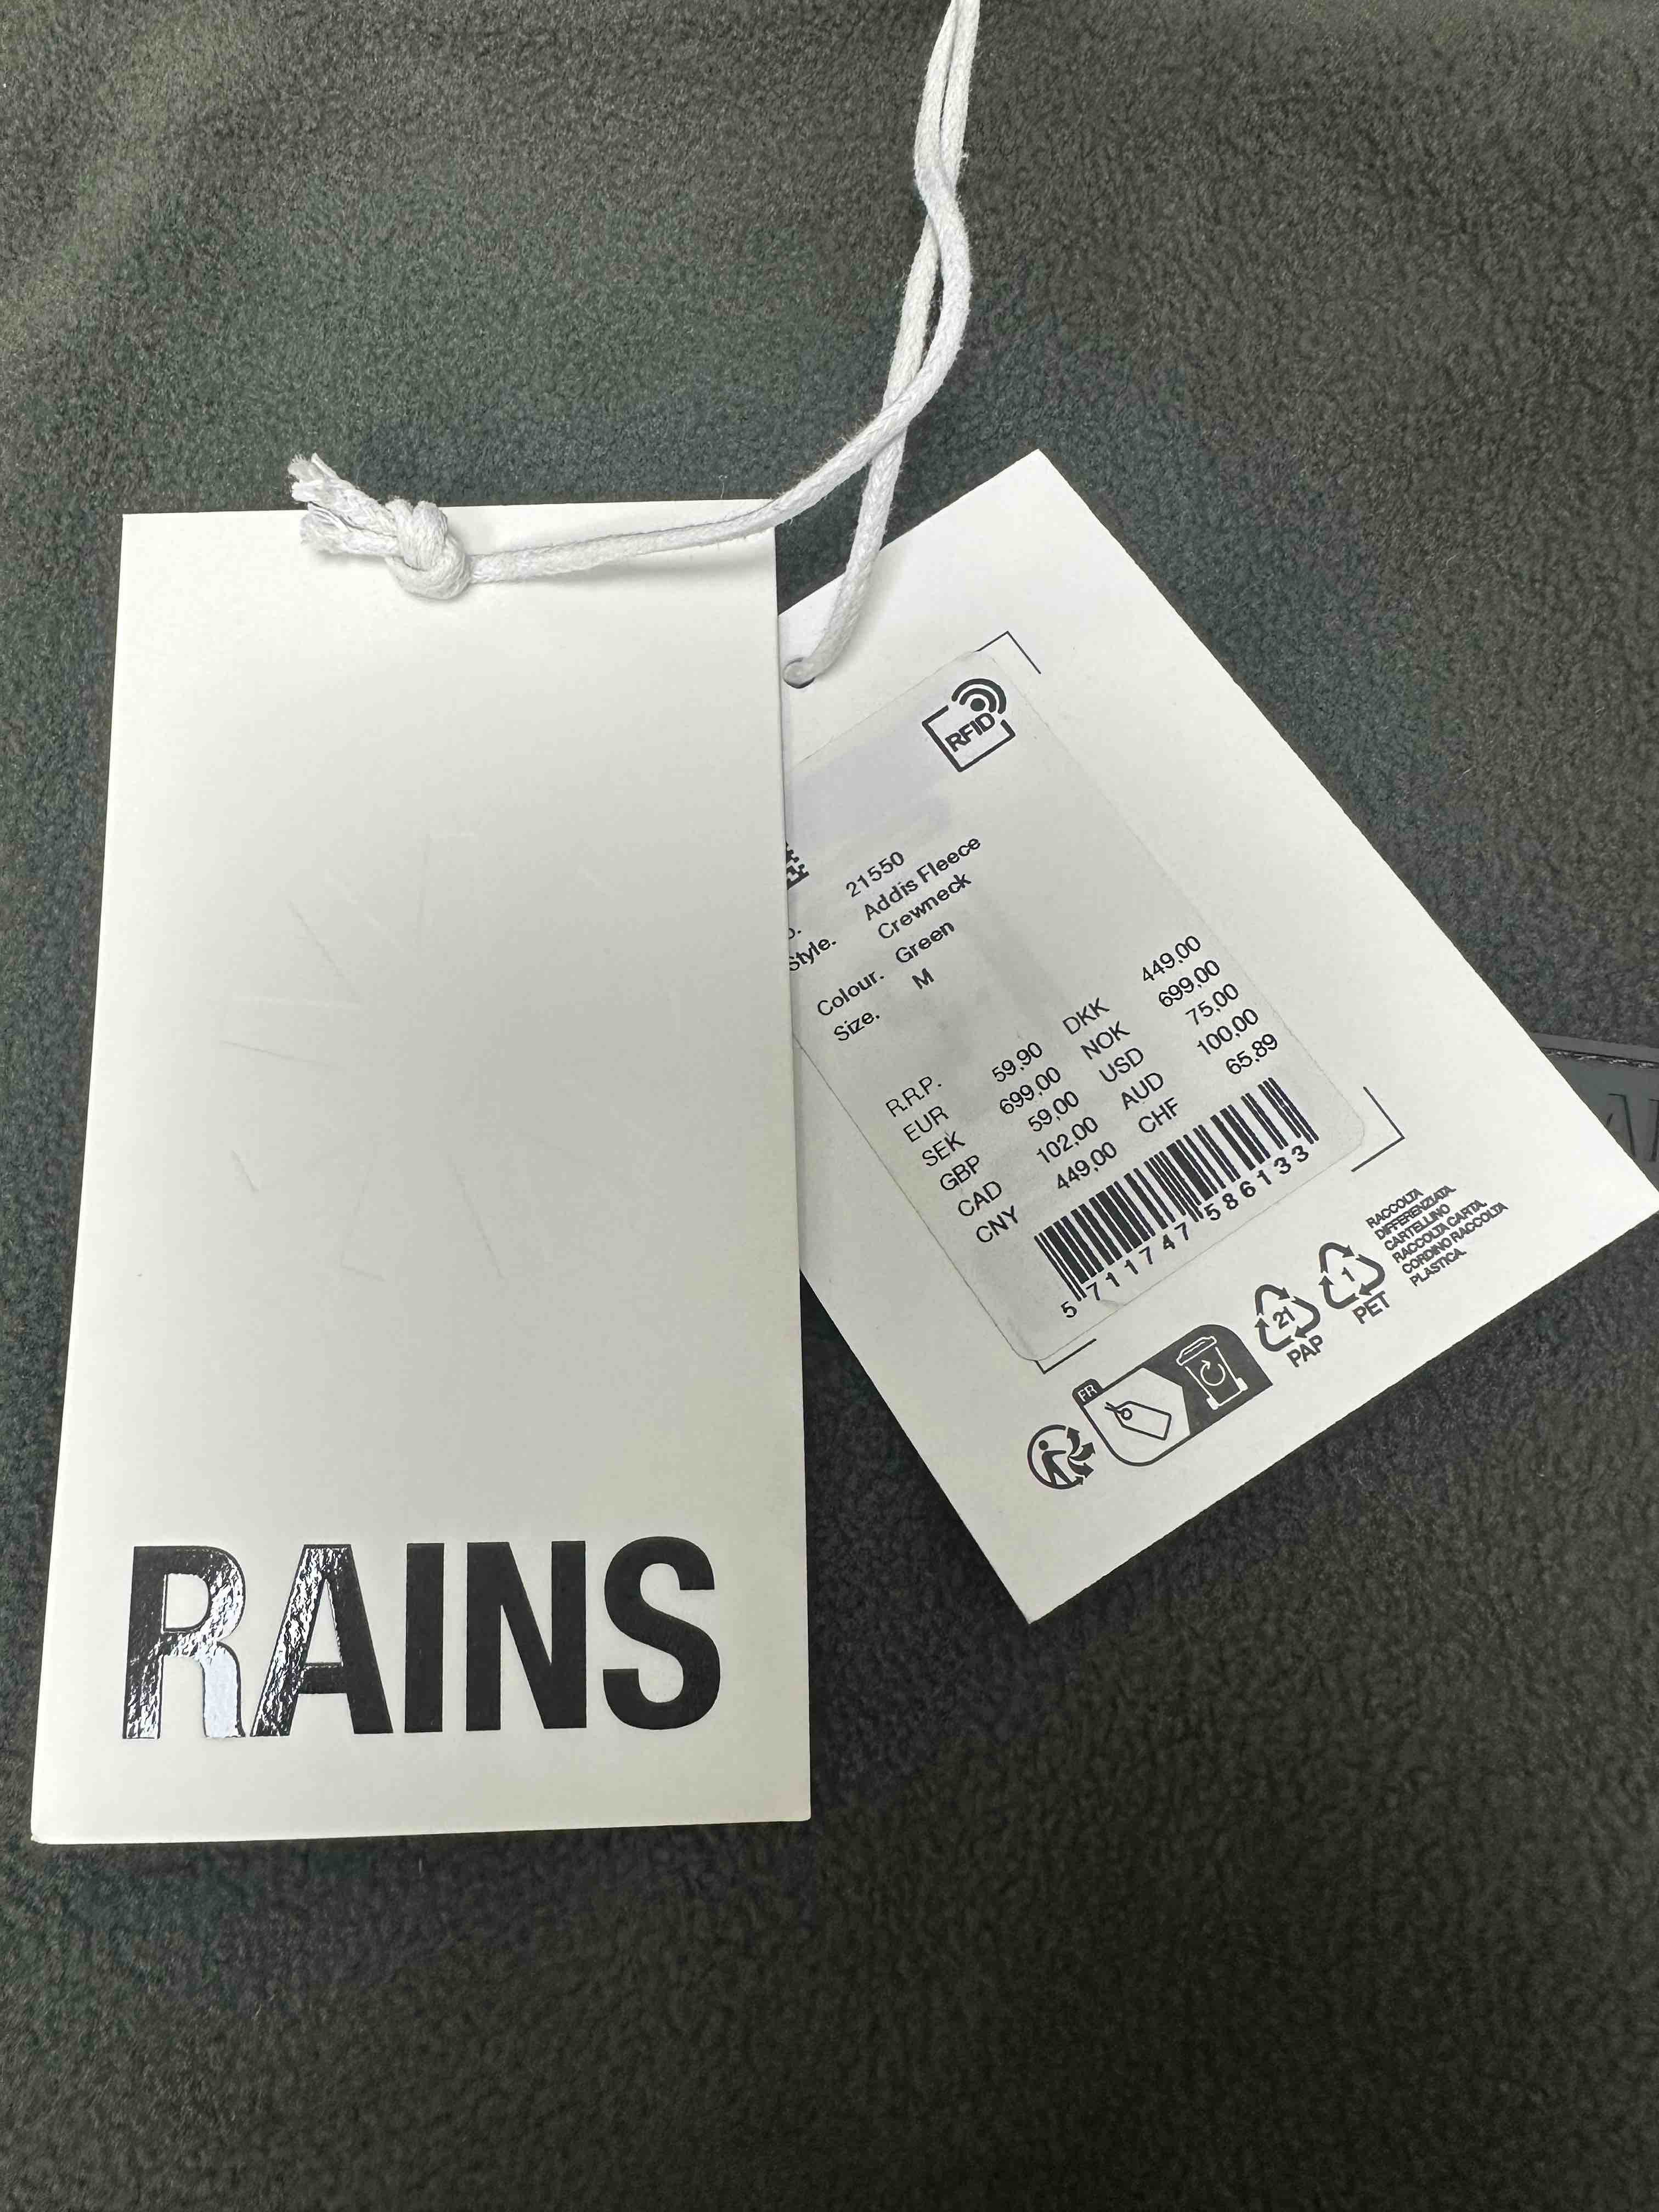 RAINS
RFID
21550
Style. Addis Fleece
Crewneck
Colour. Green
Size. M
R.R.P.
EUR 59,90 DKK 449,00
SEK 699,00 NOK 699,00
GBP 59,00 USD 75,00
CAD 102,00 AUD 100,00
CNY 449,00 CHF 65,89
5 711747 586133
FR
21
PAP
1
PET
RACCOLTA
DIFFERENZIATA.
CARTELLINO
RACCOLTA CARTA.
CORDINO RACCOLTA
PLASTICA.